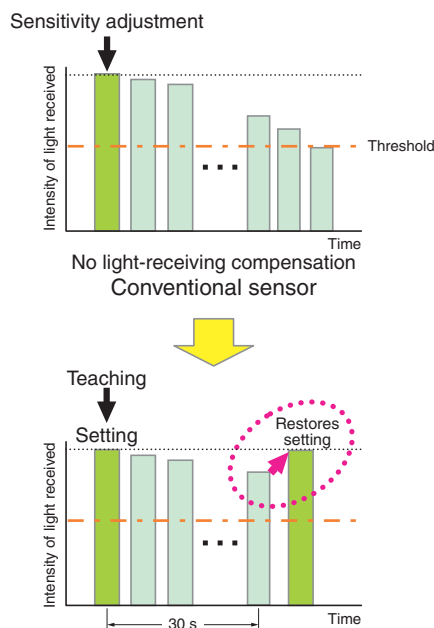 Sensitivity adjustment
Intensity of light received
Threshold
Time
No light-receiving compensation
Conventional sensor
Teaching
Setting
Restores
setting
Intensity of light received
Time
30 s